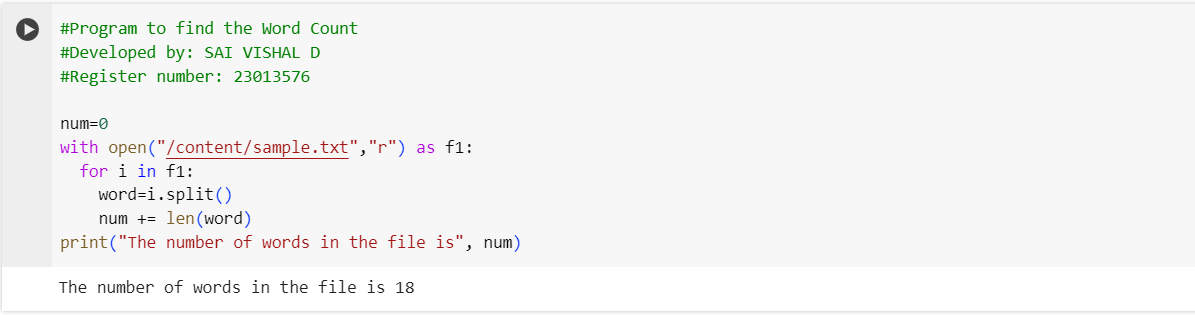 #Program to find the Word Count
#Developed by: SAI VISHAL D
#Register number: 23013576

num=0
with open("/content/sample.txt","r") as f1:
  for i in f1:
    word=i.split()
    num += len(word)
print("The number of words in the file is", num)
The number of words in the file is 18